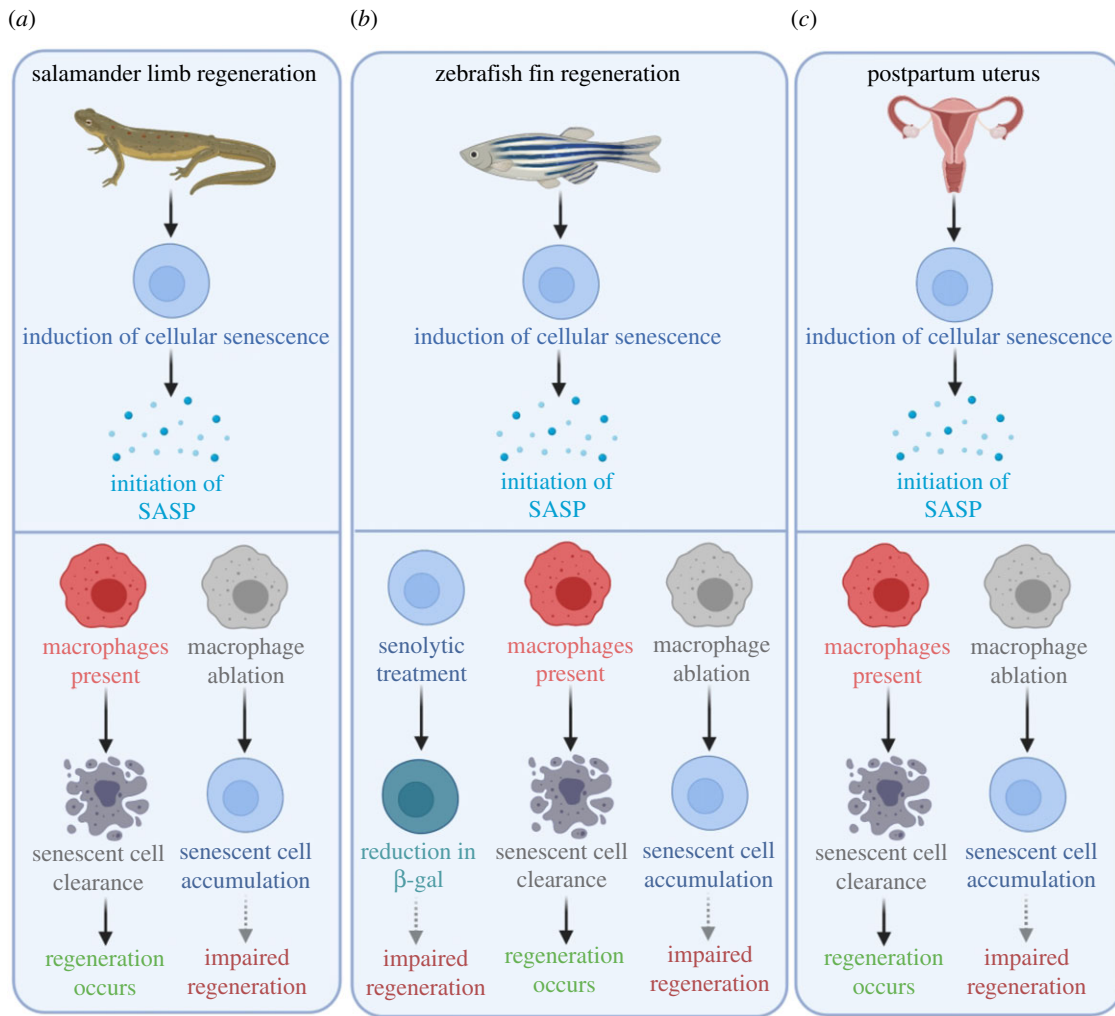 (a)
salamander limb regeneration
induction of cellular senescence
initiation of
SASP
macrophages
present
macrophage
ablation
senescent cell
clearance
senescent cell
accumulation
regeneration
occurs
impaired
regeneration
(b)
zebrafish fin regeneration
induction of cellular senescence
initiation of
SASP
senolytic
treatment
macrophages
present
macrophage
ablation
reduction in
β-gal
senescent cell
clearance
senescent cell
accumulation
impaired
regeneration
regeneration
occurs
impaired
regeneration
(c)
postpartum uterus
induction of cellular senescence
initiation of
SASP
macrophages
present
macrophage
ablation
senescent cell
clearance
senescent cell
accumulation
regeneration
occurs
impaired
regeneration